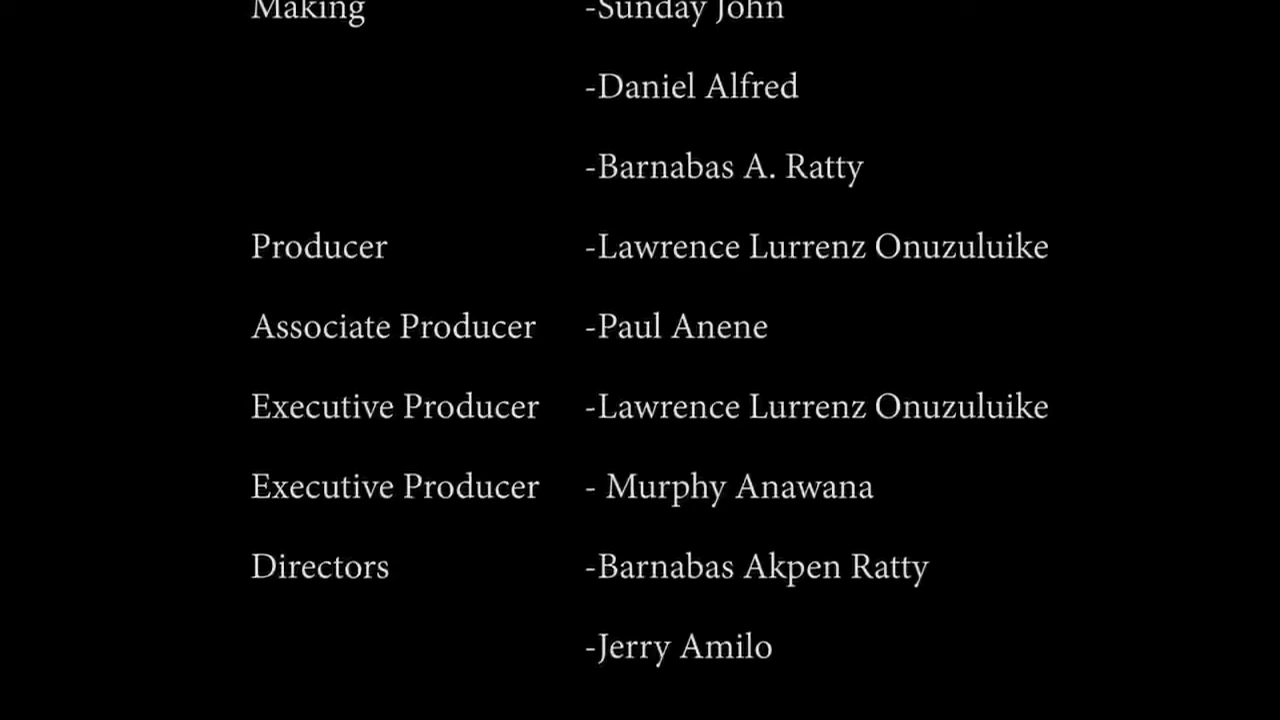 Making -Sunday John
-Daniel Alfred
-Barnabas A. Ratty
Producer -Lawrence Lurrenz Onuzuluike
Associate Producer -Paul Anene
Executive Producer -Lawrence Lurrenz Onuzuluike
Executive Producer - Murphy Anawana
Directors -Barnabas Akpen Ratty
-Jerry Amilo